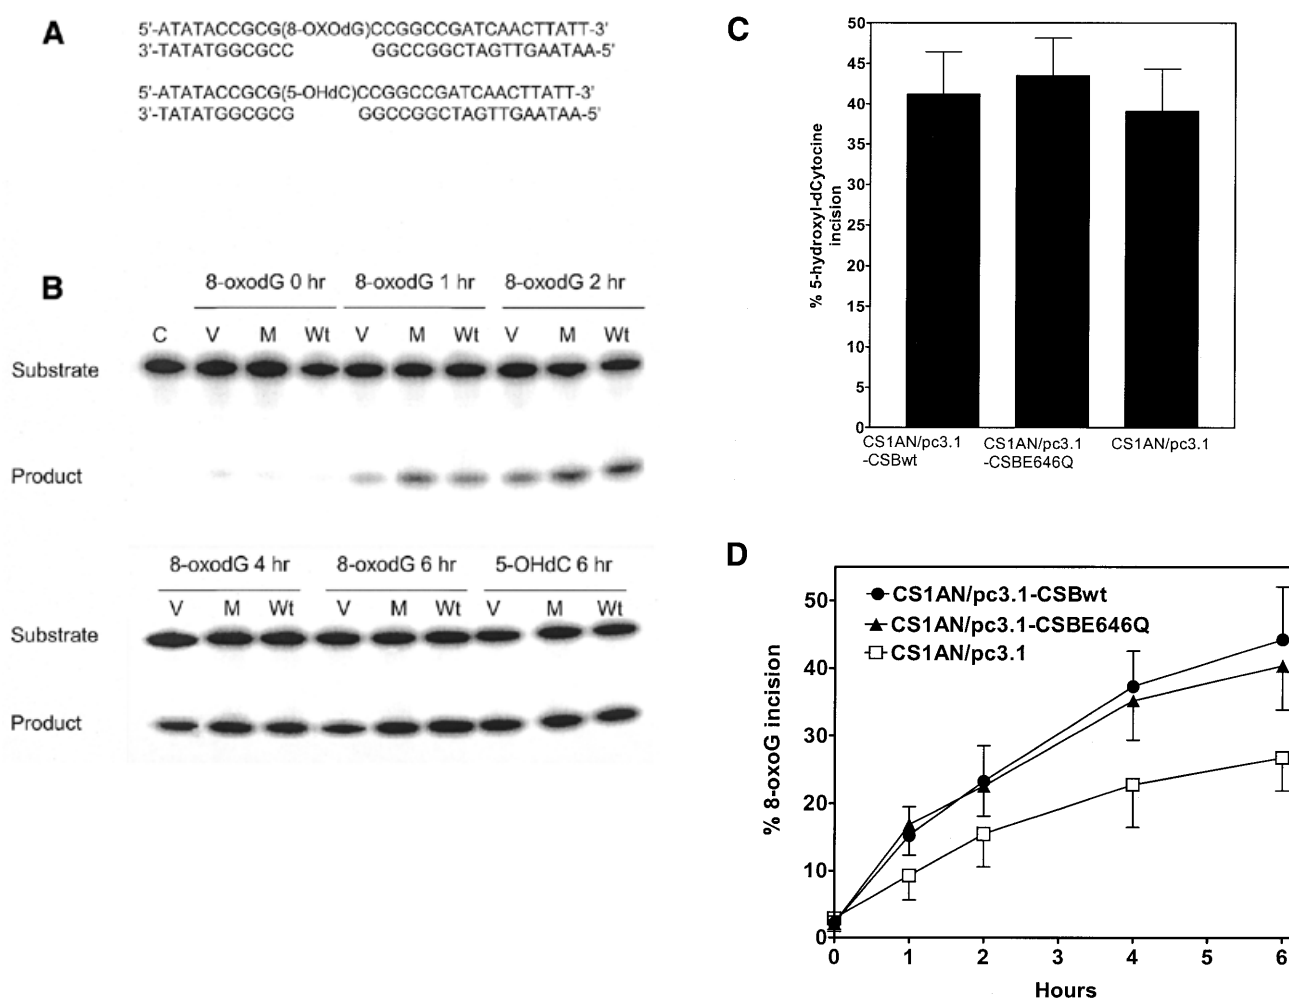 A
5'-ATATACCGCG(8-OXOdG)CCGGCCGATCAACTTATT-3'
3'-TATATGGCGCC GGCCGGCTAGTTGAATAA-5'
5'-ATATACCGCG(5-OHdC)CCGGCCGATCAACTTATT-3'
3'-TATATGGCGCG GGCCGGCTAGTTGAATAA-5'
B
8-oxodG 0 hr 8-oxodG 1 hr 8-oxodG 2 hr
C V M Wt V M Wt V M Wt
Substrate
Product
8-oxodG 4 hr 8-oxodG 6 hr 5-OHdC 6 hr
V M Wt V M Wt V M Wt
Substrate
Product
C
% 5-hydroxyl-dCytocine
incision
50
45
40
35
30
25
20
15
10
5
0
CS1AN/pc3.1
-CSBwt
CS1AN/pc3.1
-CSBE646Q
CS1AN/pc3.1
D
% 8-oxoG incision
50
40
30
20
10
0
CS1AN/pc3.1-CSBwt
CS1AN/pc3.1-CSBE646Q
CS1AN/pc3.1
0 1 2 3 4 5 6
Hours